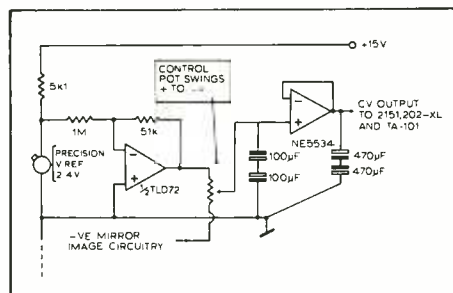 +15V
CONTROL
POT SWINGS
+ TO
5k1
1M
51k
PRECISION
V REF
2 4V
½TLD72
NE5534
CV OUTPUT
TO 2151,202-XL
AND TA-101
100µF
100µF
470µF
470µF
-VE MIRROR
IMAGE CIRCUITRY